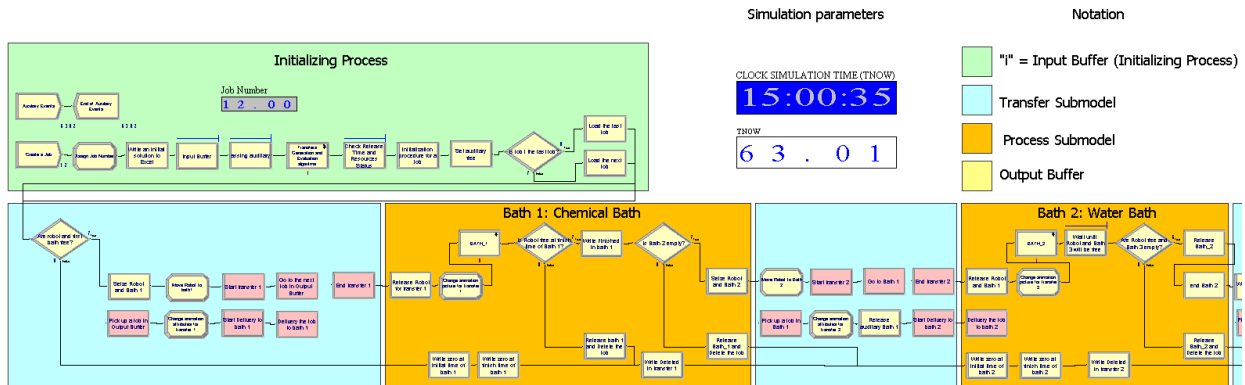 Simulation parameters
Notation
Initializing Process
"i" = Input Buffer (Initializing Process)
Transfer Submodel
Process Submodel
Output Buffer
Job Number
12.00
CLOCK SIMULATION TIME (TNOW)
15:00:35
TNOW
63.01
Auxiliary Events
End of Auxiliary Events
Create a Job
Assign Job Number
Write an initial solution to Excel
Input Buffer
Check Release Time and Resources Status
Initialization procedure for a job
Set auxiliary free
Is Job i the last job?
Load the last job
Load the next job
Bath 1: Chemical Bath
Bath 2: Water Bath
BATH_1
Is Robot free at finish time of Bath 1?
Write finished in bath 1
Is Bath 2 empty?
BATH_2
Wait until Robot and Bath 3 will be free
Are Robot free and Bath 3 empty?
Release Bath_2
Seize Robot and Bath 1
Move Robot to bath1
Start transfer 1
Go to the next job in Output Buffer
End transfer 1
Release Robot for transfer 1
Seize Robot and Bath 2
Move Robot to Bath 2
Start transfer 2
Go to Bath 1
End transfer 2
Release Robot and Bath 1
End Bath 2
Pick up a Job in Output Buffer
Change animation attributes to transfer 1
Start Delivery to bath 1
Delivery the Job to bath 1
Pick up a Job in Bath 1
Release auxiliary Bath 1
Start Delivery to bath 2
Delivery the Job to bath 2
Release bath 1 and Delete the Job
Release Bath_1 and Delete the Job
Release Bath_2 and Delete the Job
Write zero at initial time of bath 1
Write zero at finish time of bath 1
Write Deleted in transfer 1
Write zero at initial time of bath 2
Write zero at finish time of bath 2
Write Deleted in transfer 2